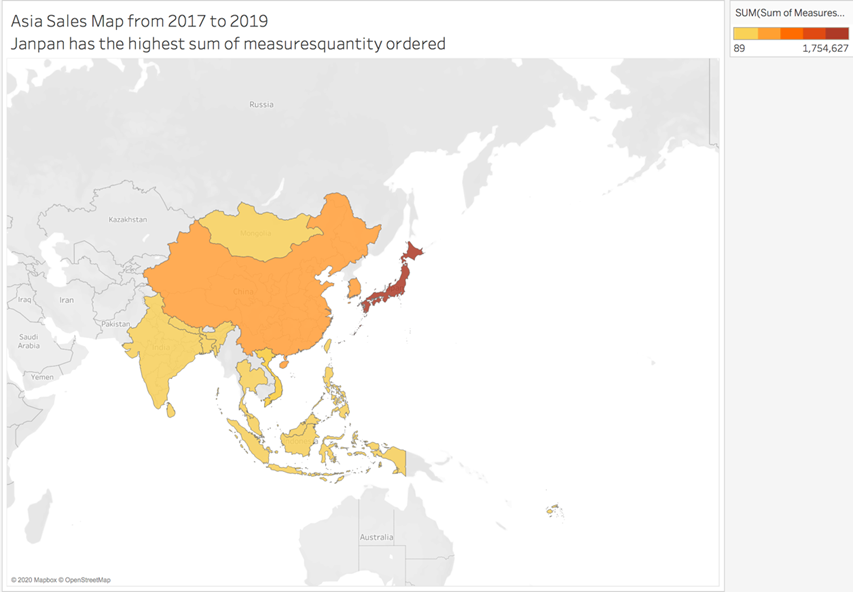 Asia Sales Map from 2017 to 2019
Janpan has the highest sum of measuresquantity ordered
SUM(Sum of Measures...
89 1,754,627
Russia
Kazakhstan
Mongolia
China
Iraq
Iran
Pakistan
Saudi
Arabia
India
Yemen
Australia
© 2020 Mapbox © OpenStreetMap